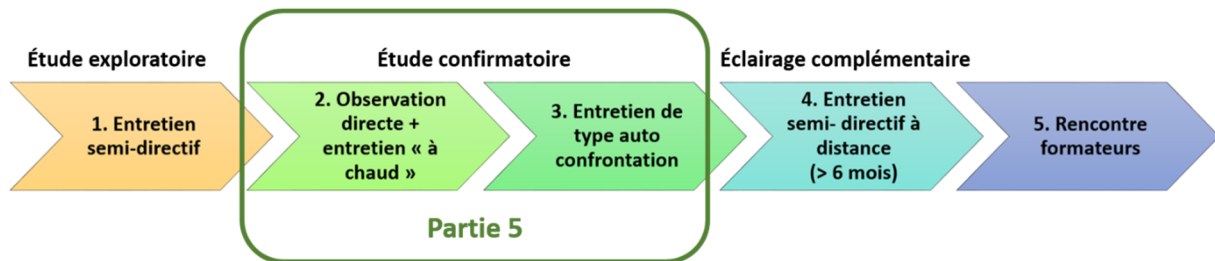 Étude exploratoire
Étude confirmatoire
Éclairage complémentaire
1. Entretien
semi-directif
2. Observation
directe +
entretien « à
chaud »
3. Entretien de
type auto
confrontation
4. Entretien
semi- directif à
distance
(> 6 mois)
5. Rencontre
formateurs
Partie 5